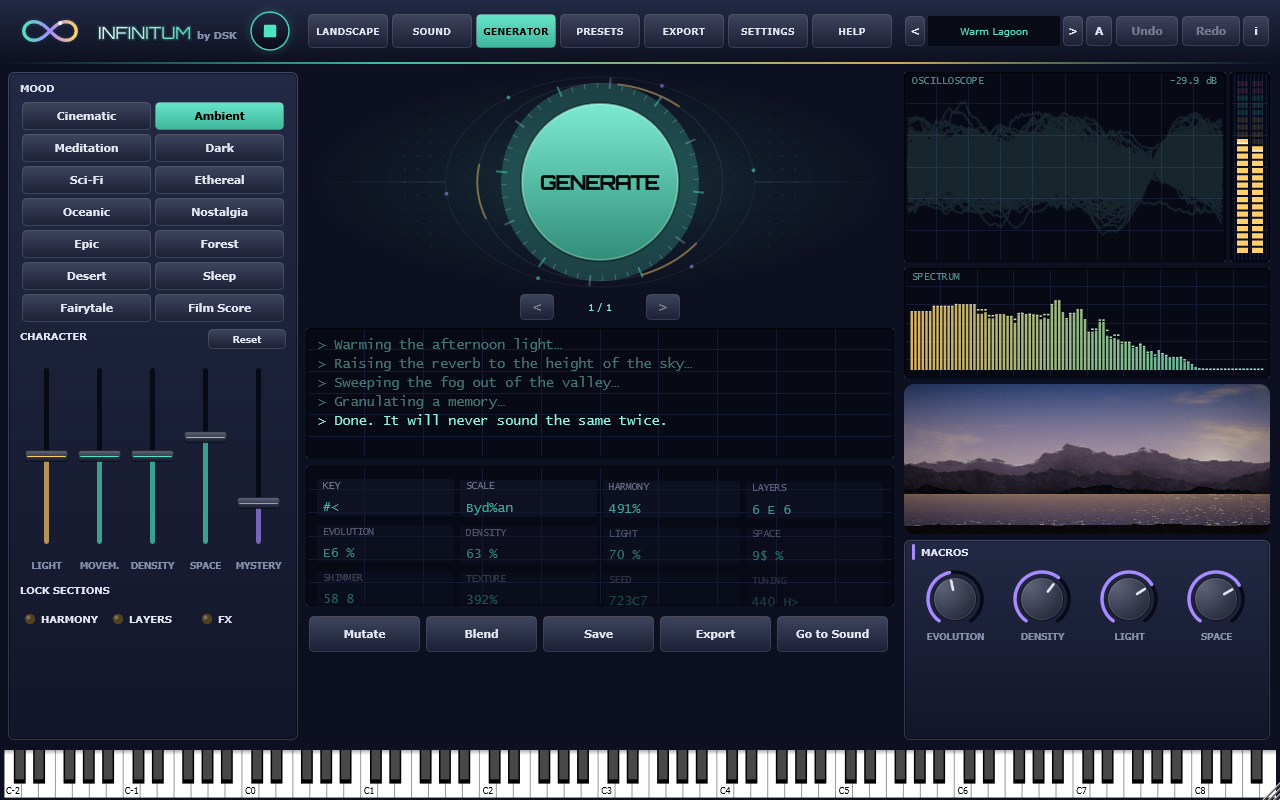 INFINITUM by DSK
LANDSCAPE
SOUND
GENERATOR
PRESETS
EXPORT
SETTINGS
HELP
<
Warm Lagoon
>
A
Undo
Redo
i
MOOD
Cinematic
Ambient
Meditation
Dark
Sci-Fi
Ethereal
Oceanic
Nostalgia
Epic
Forest
Desert
Sleep
Fairytale
Film Score
CHARACTER
Reset
LIGHT
MOVEM.
DENSITY
SPACE
MYSTERY
LOCK SECTIONS
HARMONY
LAYERS
FX
GENERATE
<
1 / 1
>
> Warming the afternoon light…
> Raising the reverb to the height of the sky…
> Sweeping the fog out of the valley…
> Granulating a memory…
> Done. It will never sound the same twice.
KEY
#<
SCALE
Byd%an
HARMONY
491%
LAYERS
6 E 6
EVOLUTION
E6 %
DENSITY
63 %
LIGHT
70 %
SPACE
9$ %
SHIMMER
58 8
TEXTURE
392%
SEED
723C7
TUNING
440 H>
Mutate
Blend
Save
Export
Go to Sound
OSCILLOSCOPE
-29.9 dB
SPECTRUM
MACROS
EVOLUTION
DENSITY
LIGHT
SPACE
C-2
C-1
C0
C1
C2
C3
C4
C5
C6
C7
C8